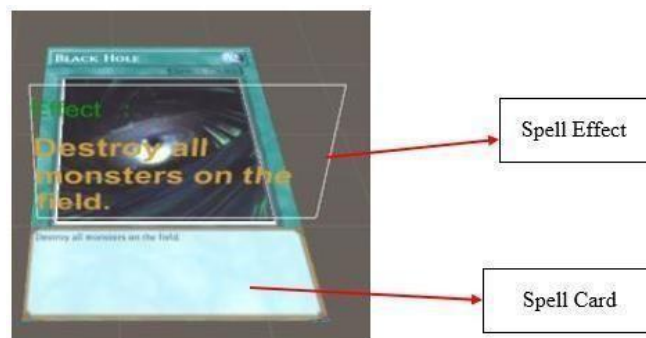 BLACK HOLE
Effect :
Destroy all
monsters on the
field.
Destroy all monsters on the field.
Spell Effect
Spell Card